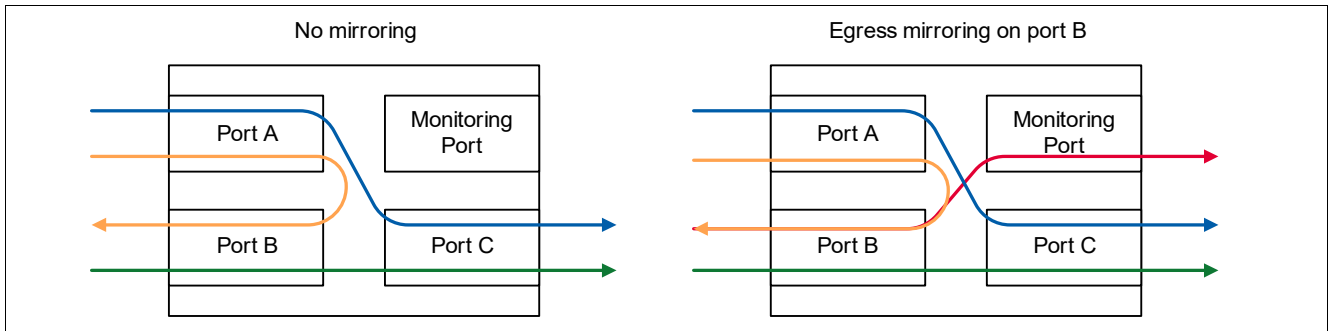 No mirroring
Port A
Monitoring
Port
Port B
Port C
Egress mirroring on port B
Port A
Monitoring
Port
Port B
Port C